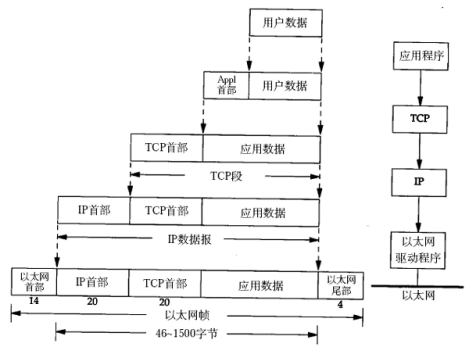 用户数据
Appl 首部 用户数据
应用程序
TCP首部 应用数据
TCP
TCP段
IP首部 TCP首部 应用数据
IP
IP数据报
以太网 驱动程序
以太网 首部 IP首部 TCP首部 应用数据 以太网 尾部
以太网
14 20 20 4
以太网帧
46~1500字节